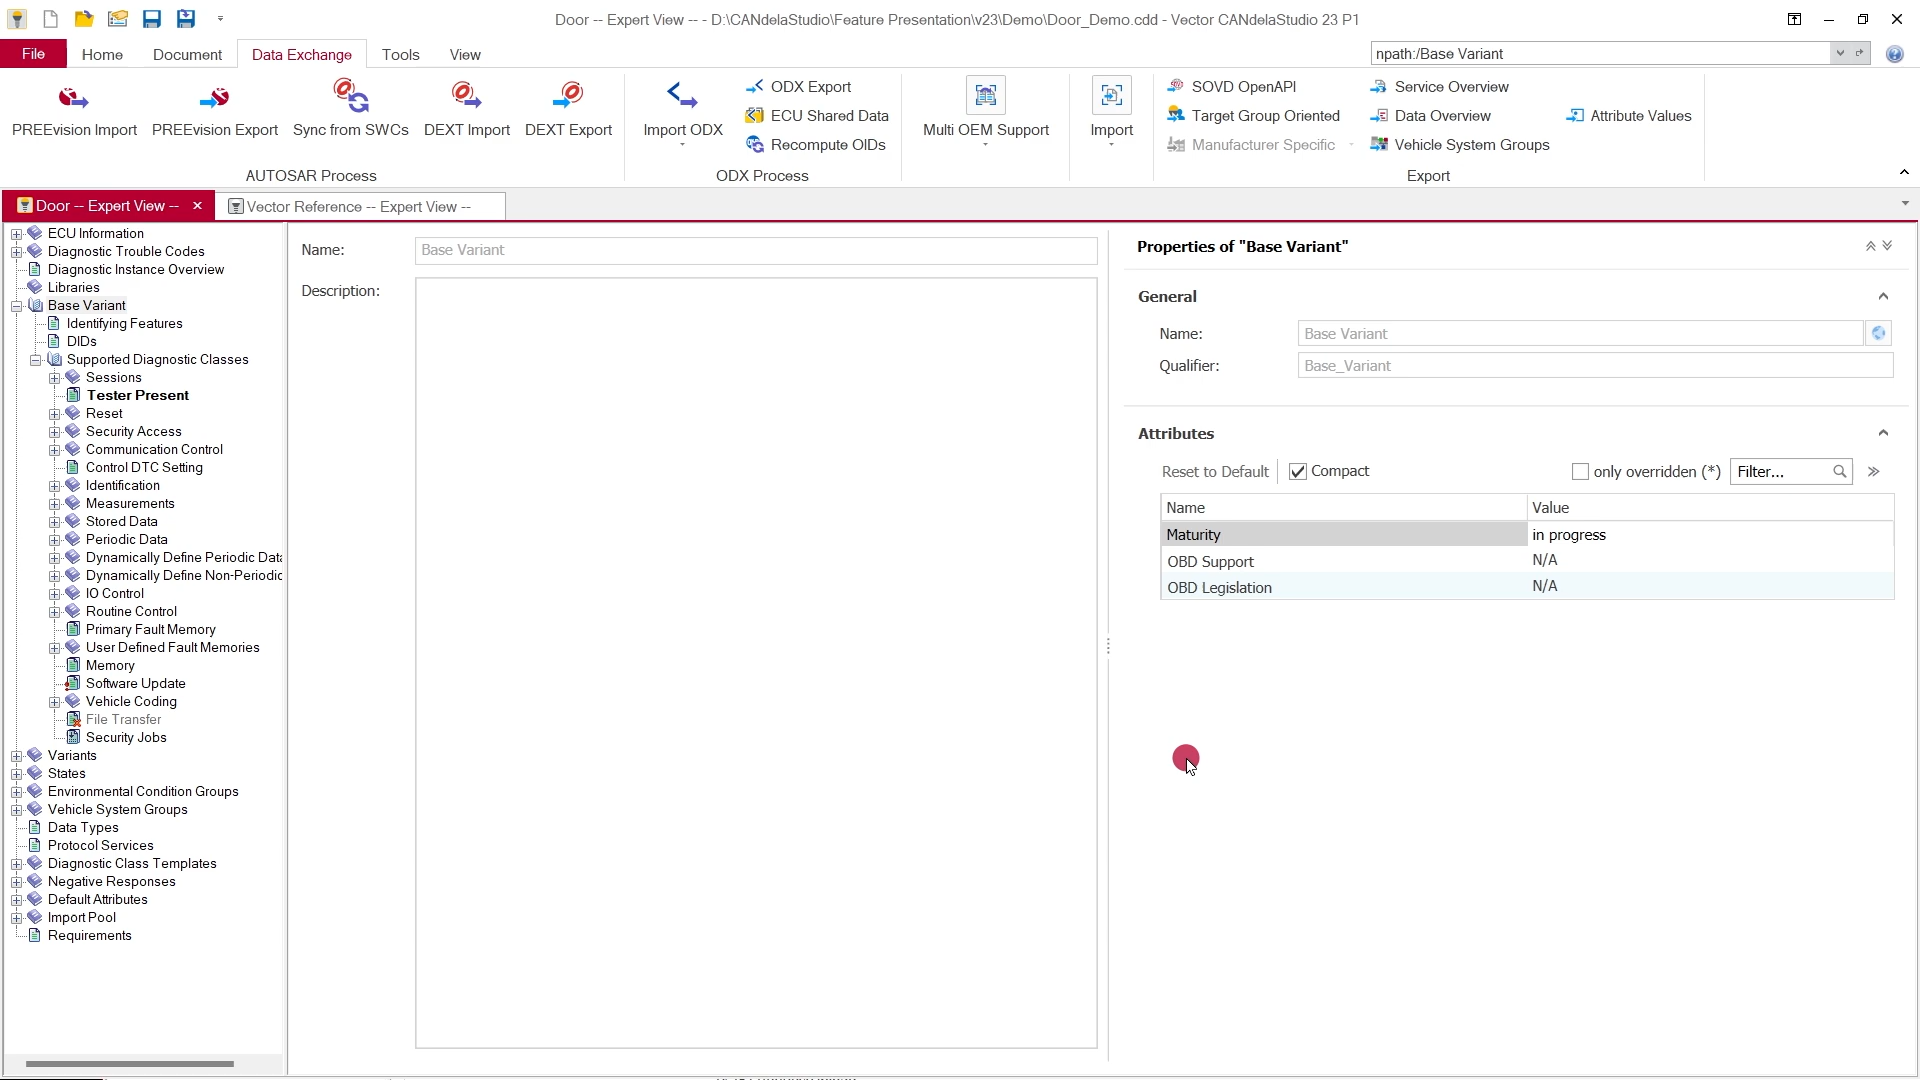 Door -- Expert View -- - D:\CANdelaStudio\Feature Presentation\v23\Demo\Door_Demo.cdd - Vector CANdelaStudio 23 P1
File Home Document Data Exchange Tools View npath:/Base Variant
PREEvision Import PREEvision Export Sync from SWCs DEXT Import DEXT Export
AUTOSAR Process
Import ODX
ODX Export
ECU Shared Data
Recompute OIDs
ODX Process
Multi OEM Support
Import
SOVD OpenAPI
Target Group Oriented
Manufacturer Specific
Service Overview
Data Overview
Vehicle System Groups
Attribute Values
Export
Door -- Expert View -- Vector Reference -- Expert View --
ECU Information
Diagnostic Trouble Codes
Diagnostic Instance Overview
Libraries
Base Variant
Identifying Features
DIDs
Supported Diagnostic Classes
Sessions
Tester Present
Reset
Security Access
Communication Control
Control DTC Setting
Identification
Measurements
Stored Data
Periodic Data
Dynamically Define Periodic Data
Dynamically Define Non-Periodic
IO Control
Routine Control
Primary Fault Memory
User Defined Fault Memories
Memory
Software Update
Vehicle Coding
File Transfer
Security Jobs
Variants
States
Environmental Condition Groups
Vehicle System Groups
Data Types
Protocol Services
Diagnostic Class Templates
Negative Responses
Default Attributes
Import Pool
Requirements
Name: Base Variant
Description:
Properties of "Base Variant"
General
Name: Base Variant
Qualifier: Base_Variant
Attributes
Reset to Default Compact only overridden (*) Filter...
Name Value
Maturity in progress
OBD Support N/A
OBD Legislation N/A